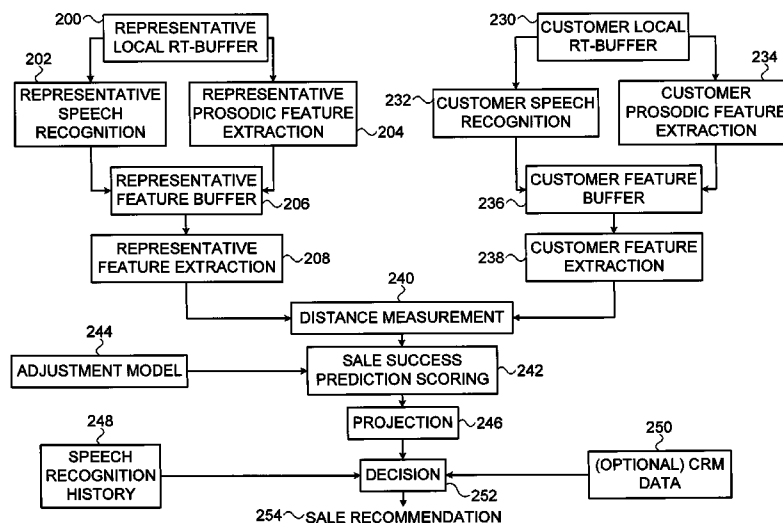 200
REPRESENTATIVE
LOCAL RT-BUFFER
230
CUSTOMER LOCAL
RT-BUFFER
202
REPRESENTATIVE
SPEECH
RECOGNITION
REPRESENTATIVE
PROSODIC FEATURE
EXTRACTION
204
232
CUSTOMER SPEECH
RECOGNITION
234
CUSTOMER
PROSODIC FEATURE
EXTRACTION
REPRESENTATIVE
FEATURE BUFFER
206
CUSTOMER FEATURE
BUFFER
236
REPRESENTATIVE
FEATURE EXTRACTION
208
CUSTOMER FEATURE
EXTRACTION
238
240
DISTANCE MEASUREMENT
244
ADJUSTMENT MODEL
SALE SUCCESS
PREDICTION SCORING
242
PROJECTION
246
248
SPEECH
RECOGNITION
HISTORY
DECISION
252
250
(OPTIONAL) CRM
DATA
254
SALE RECOMMENDATION